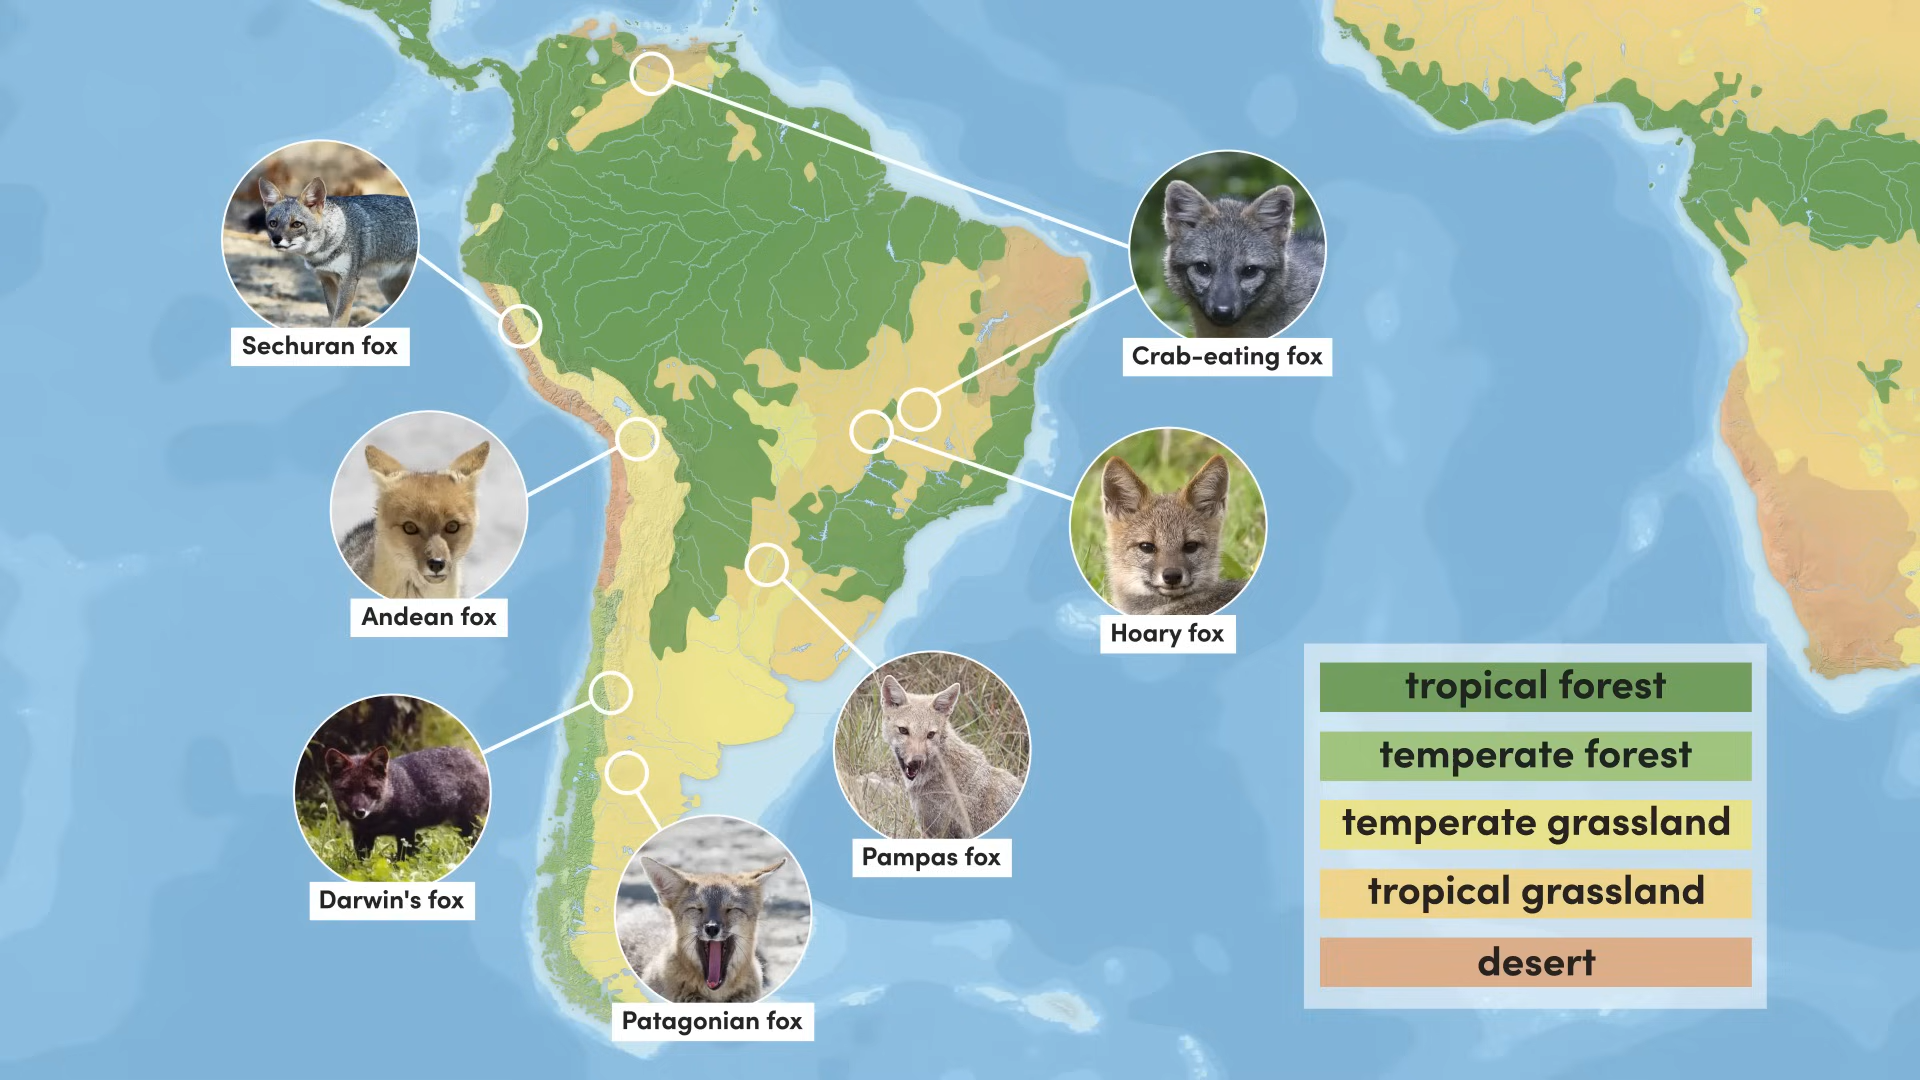 Sechuran fox
Crab-eating fox
Andean fox
Hoary fox
Darwin's fox
Pampas fox
Patagonian fox
tropical forest
temperate forest
temperate grassland
tropical grassland
desert